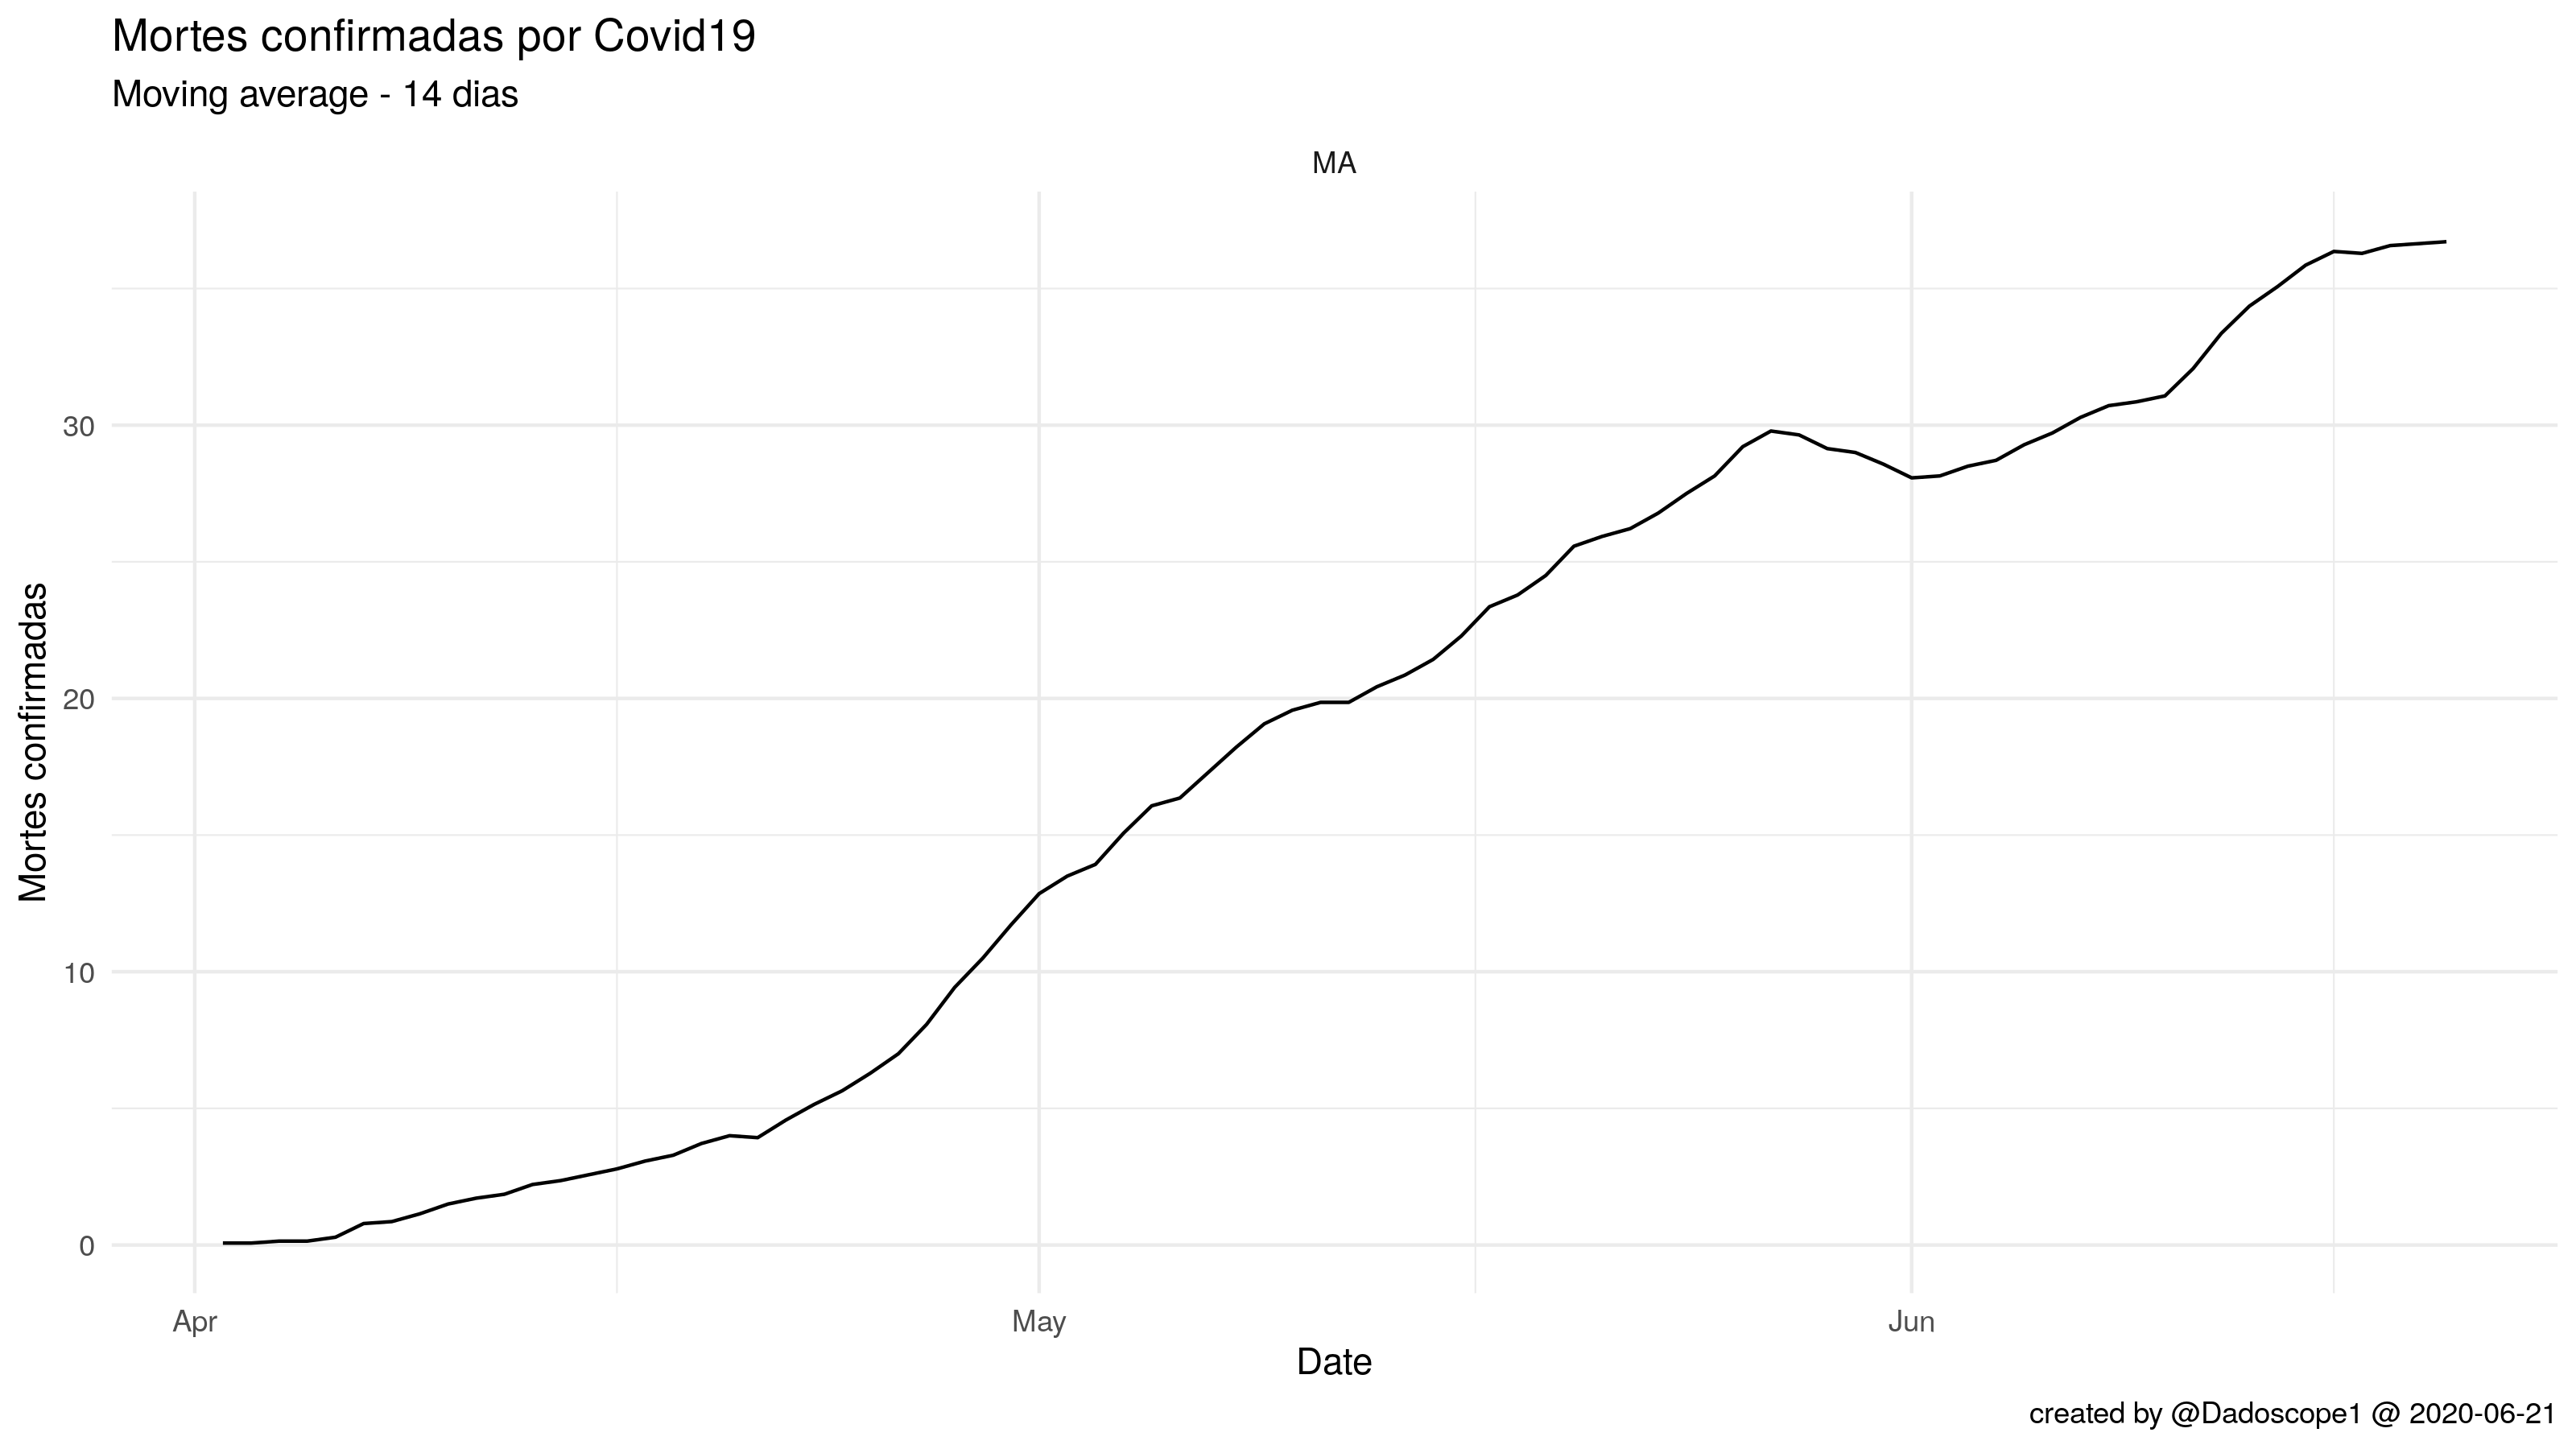 Mortes confirmadas por Covid19
Moving average - 14 dias
MA
Mortes confirmadas
30
20
10
0
Apr
May
Jun
Date
created by @Dadoscope1 @ 2020-06-21